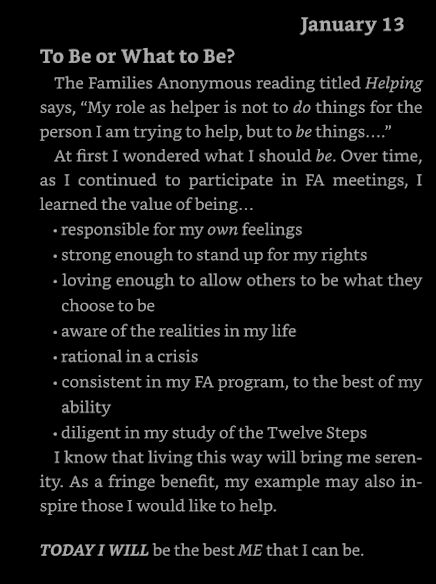 January 13
To Be or What to Be?
The Families Anonymous reading titled Helping
says, “My role as helper is not to do things for the
person I am trying to help, but to be things....”
At first I wondered what I should be. Over time,
as I continued to participate in FA meetings, I
learned the value of being...
• responsible for my own feelings
• strong enough to stand up for my rights
• loving enough to allow others to be what they
choose to be
• aware of the realities in my life
• rational in a crisis
• consistent in my FA program, to the best of my
ability
• diligent in my study of the Twelve Steps
I know that living this way will bring me seren-
ity. As a fringe benefit, my example may also in-
spire those I would like to help.
TODAY I WILL be the best ME that I can be.